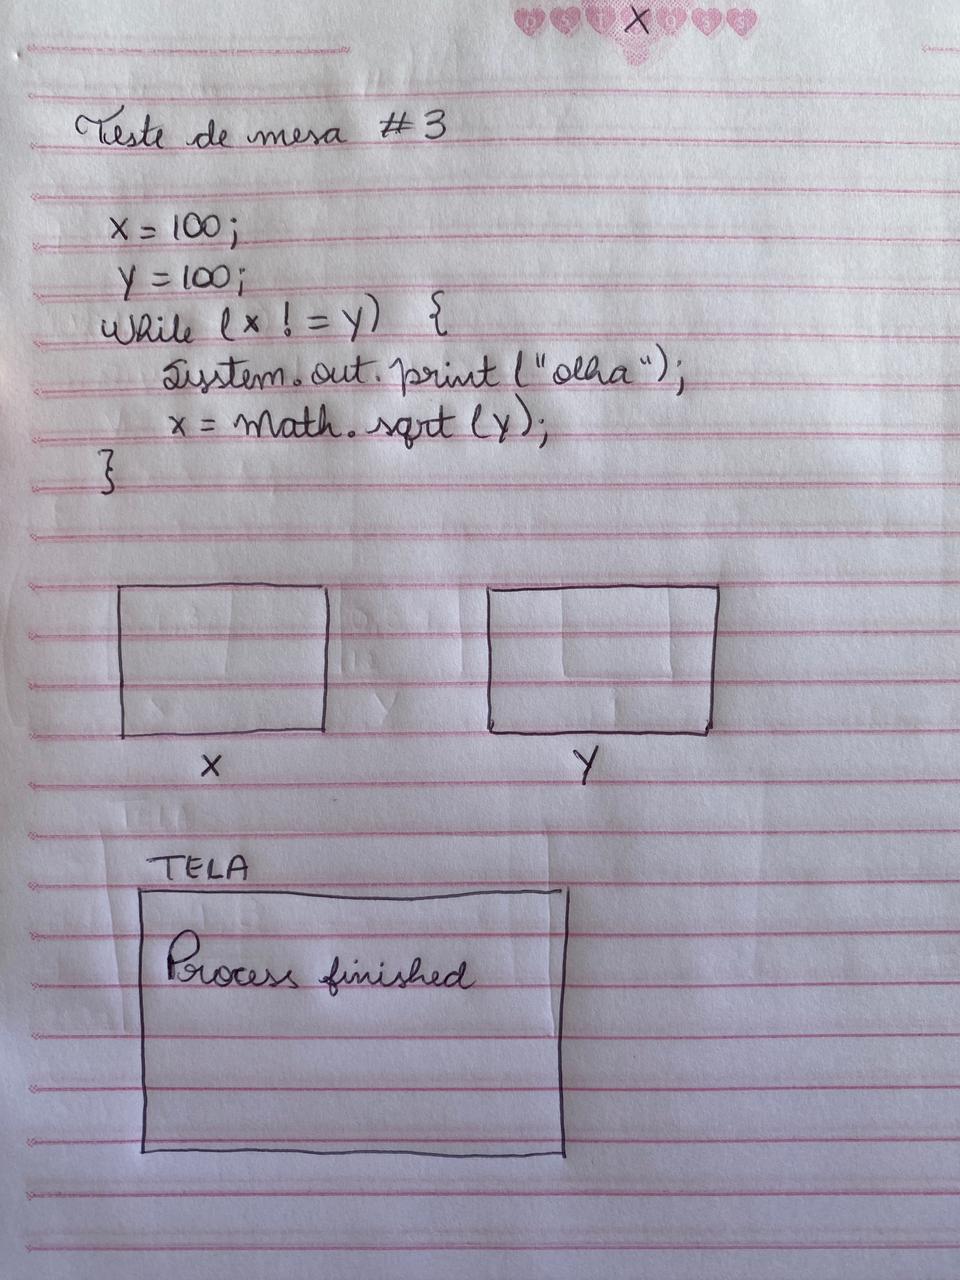 X
Teste de mesa #3
x = 100;
y = 100;
while (x != y) {
System.out.print ("olha");
x = Math.sqrt (y);
}
X
Y
TELA
Process finished